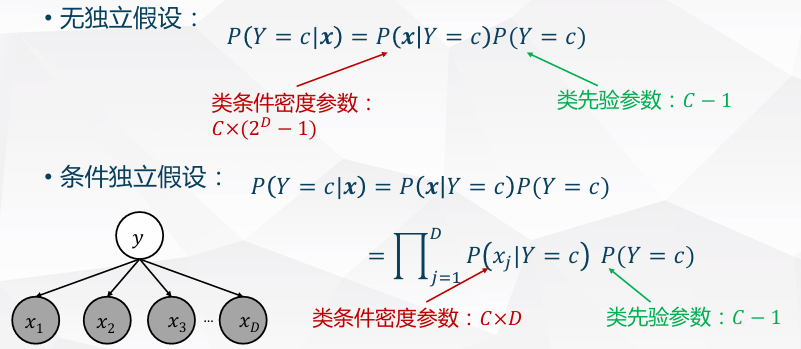 • 无独立假设： P(Y = c|x) = P(x|Y = c)P(Y = c)
类条件密度参数： 类先验参数：C − 1
C×(2^D − 1)
• 条件独立假设： P(Y = c|x) = P(x|Y = c)P(Y = c)
= ∏_{j=1}^{D} P(x_j|Y = c) P(Y = c)
类条件密度参数：C×D 类先验参数：C − 1
y
x_1 x_2 x_3 ... x_D